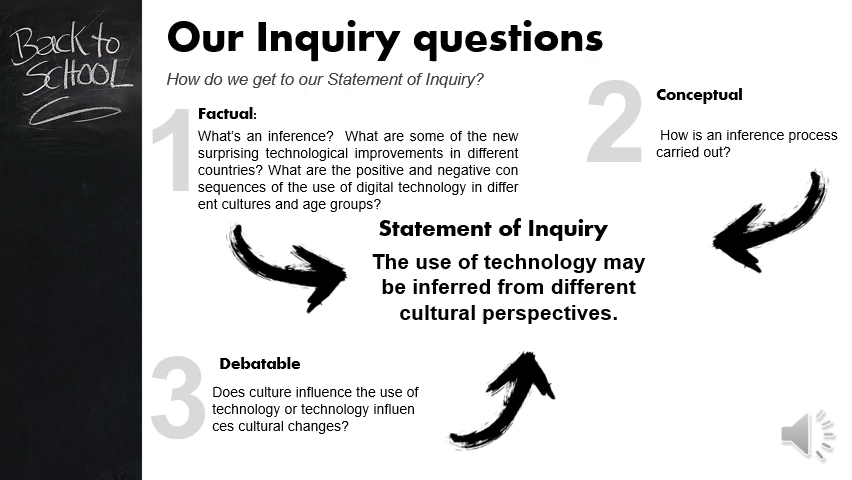 Back to
SCHOOL
Our Inquiry questions
How do we get to our Statement of Inquiry?
1
Factual:
What's an inference? What are some of the new
surprising technological improvements in different
countries? What are the positive and negative con
sequences of the use of digital technology in differ
ent cultures and age groups?
2
Conceptual
How is an inference process
carried out?
Statement of Inquiry
The use of technology may
be inferred from different
cultural perspectives.
3
Debatable
Does culture influence the use of
technology or technology influen
ces cultural changes?